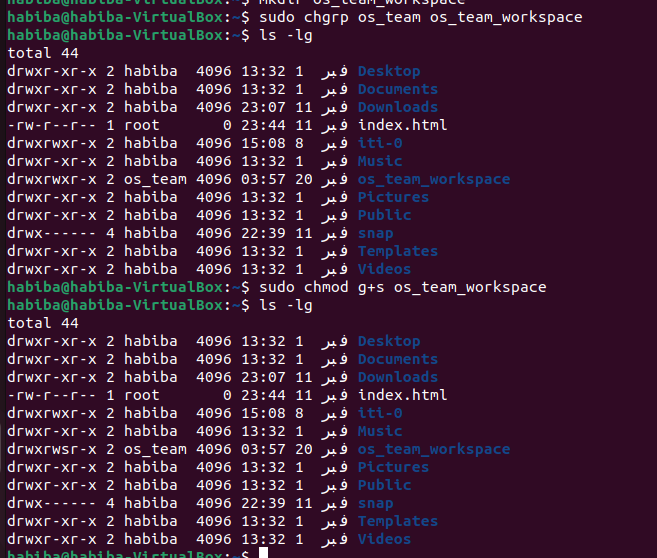 habiba@habiba-VirtualBox:~$ mkdir os_team_workspace
habiba@habiba-VirtualBox:~$ sudo chgrp os_team os_team_workspace
habiba@habiba-VirtualBox:~$ ls -lg
total 44
drwxr-xr-x 2 habiba  4096 13:32 1  فبر Desktop
drwxr-xr-x 2 habiba  4096 13:32 1  فبر Documents
drwxr-xr-x 2 habiba  4096 23:07 11 فبر Downloads
-rw-r--r-- 1 root       0 23:44 11 فبر index.html
drwxrwxr-x 2 habiba  4096 15:08 8  فبر iti-0
drwxr-xr-x 2 habiba  4096 13:32 1  فبر Music
drwxrwxr-x 2 os_team 4096 03:57 20 فبر os_team_workspace
drwxr-xr-x 2 habiba  4096 13:32 1  فبر Pictures
drwxr-xr-x 2 habiba  4096 13:32 1  فبر Public
drwx------ 4 habiba  4096 22:39 11 فبر snap
drwxr-xr-x 2 habiba  4096 13:32 1  فبر Templates
drwxr-xr-x 2 habiba  4096 13:32 1  فبر Videos
habiba@habiba-VirtualBox:~$ sudo chmod g+s os_team_workspace
habiba@habiba-VirtualBox:~$ ls -lg
total 44
drwxr-xr-x 2 habiba  4096 13:32 1  فبر Desktop
drwxr-xr-x 2 habiba  4096 13:32 1  فبر Documents
drwxr-xr-x 2 habiba  4096 23:07 11 فبر Downloads
-rw-r--r-- 1 root       0 23:44 11 فبر index.html
drwxrwxr-x 2 habiba  4096 15:08 8  فبر iti-0
drwxr-xr-x 2 habiba  4096 13:32 1  فبر Music
drwxrwsr-x 2 os_team 4096 03:57 20 فبر os_team_workspace
drwxr-xr-x 2 habiba  4096 13:32 1  فبر Pictures
drwxr-xr-x 2 habiba  4096 13:32 1  فبر Public
drwx------ 4 habiba  4096 22:39 11 فبر snap
drwxr-xr-x 2 habiba  4096 13:32 1  فبر Templates
drwxr-xr-x 2 habiba  4096 13:32 1  فبر Videos
habiba@habiba-VirtualBox:~$